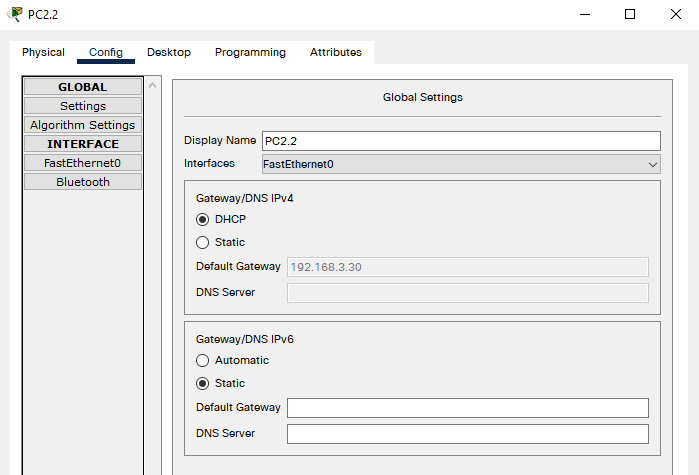 PC2.2
Physical Config Desktop Programming Attributes
GLOBAL
Settings
Algorithm Settings
INTERFACE
FastEthernet0
Bluetooth
Global Settings
Display Name PC2.2
Interfaces FastEthernet0
Gateway/DNS IPv4
DHCP
Static
Default Gateway 192.168.3.30
DNS Server
Gateway/DNS IPv6
Automatic
Static
Default Gateway
DNS Server